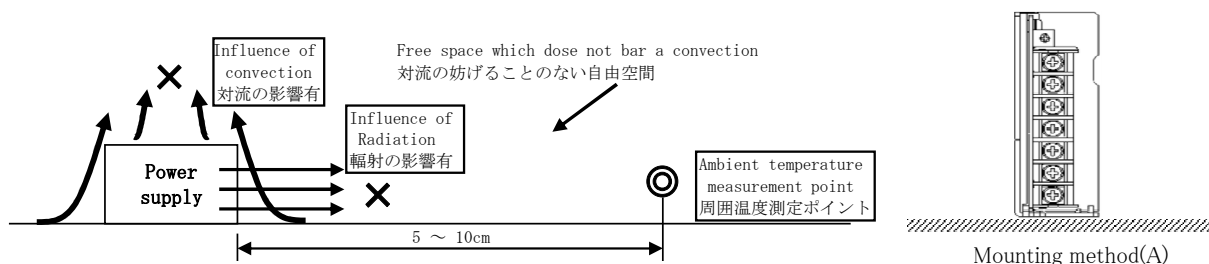 Influence of
convection
対流の影響有
Free space which dose not bar a convection
対流の妨げることのない自由空間
Influence of
Radiation
輻射の影響有
Power
supply
Ambient temperature
measurement point
周囲温度測定ポイント
5 ～ 10cm
Mounting method(A)